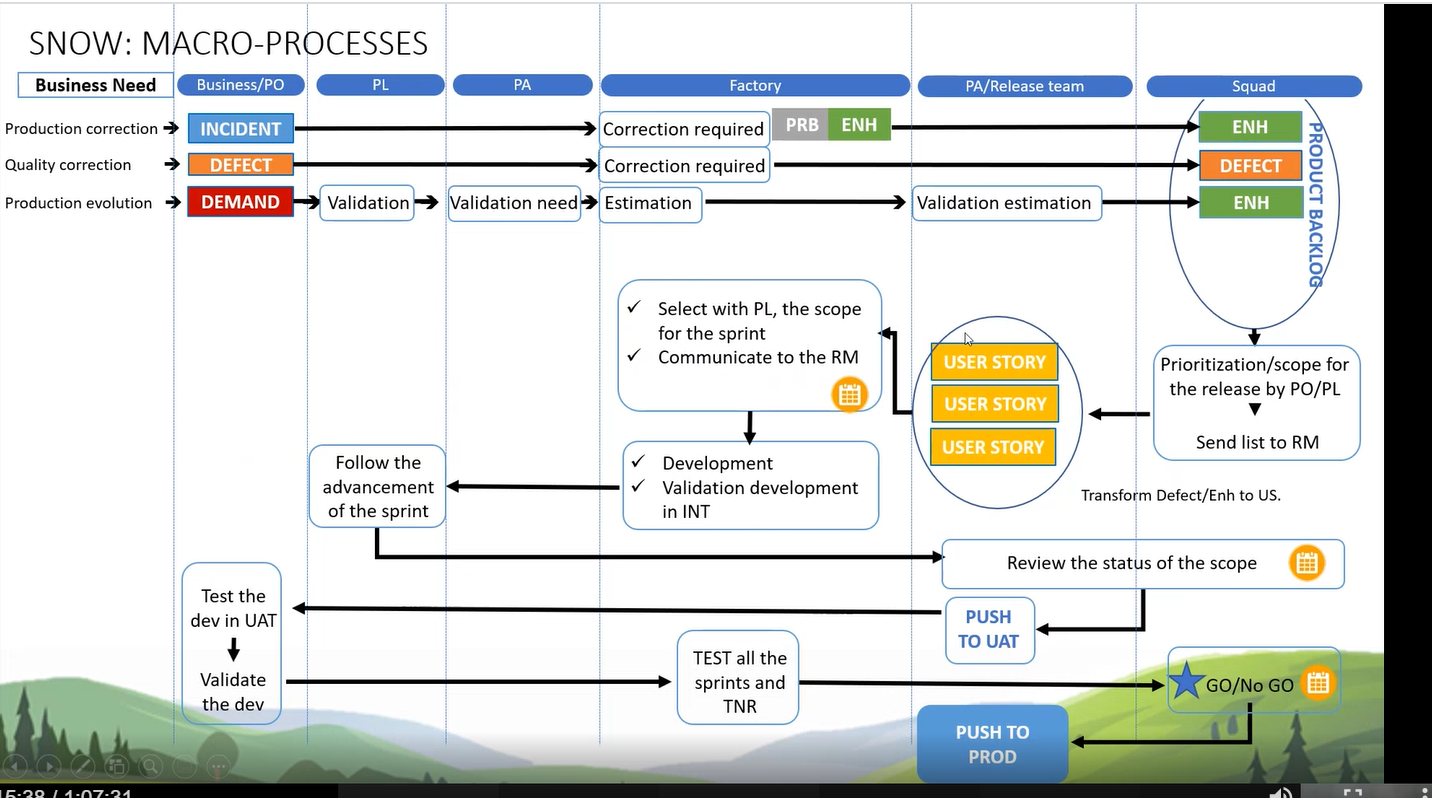 SNOW: MACRO-PROCESSES
Business Need
Business/PO
PL
PA
Factory
PA/Release team
Squad
Production correction
INCIDENT
Correction required
PRB
ENH
ENH
Quality correction
DEFECT
Correction required
DEFECT
Production evolution
DEMAND
Validation
Validation need
Estimation
Validation estimation
ENH
PRODUCT BACKLOG
✓ Select with PL, the scope
for the sprint
✓ Communicate to the RM
USER STORY
USER STORY
USER STORY
Prioritization/scope for
the release by PO/PL
Send list to RM
Transform Defect/Enh to US.
Follow the
advancement
of the sprint
✓ Development
✓ Validation development
in INT
Review the status of the scope
Test the
dev in UAT
Validate
the dev
PUSH
TO UAT
TEST all the
sprints and
TNR
GO/No GO
PUSH TO
PROD
15:38 / 1:07:31